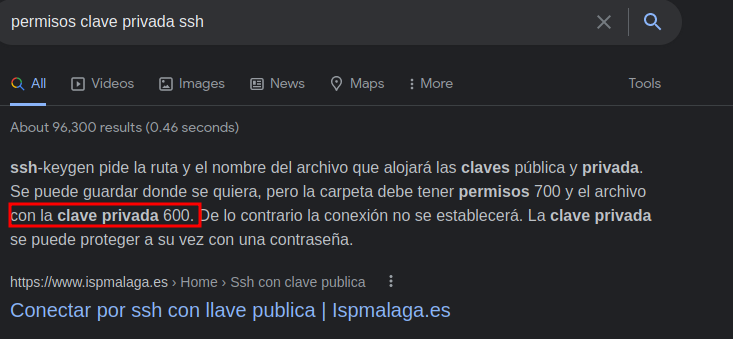 permisos clave privada ssh
All Videos Images News Maps More Tools
About 96,300 results (0.46 seconds)
ssh-keygen pide la ruta y el nombre del archivo que alojará las claves pública y privada.
Se puede guardar donde se quiera, pero la carpeta debe tener permisos 700 y el archivo
con la clave privada 600. De lo contrario la conexión no se establecerá. La clave privada
se puede proteger a su vez con una contraseña.
https://www.ispmalaga.es › Home › Ssh con clave publica
Conectar por ssh con llave publica | Ispmalaga.es